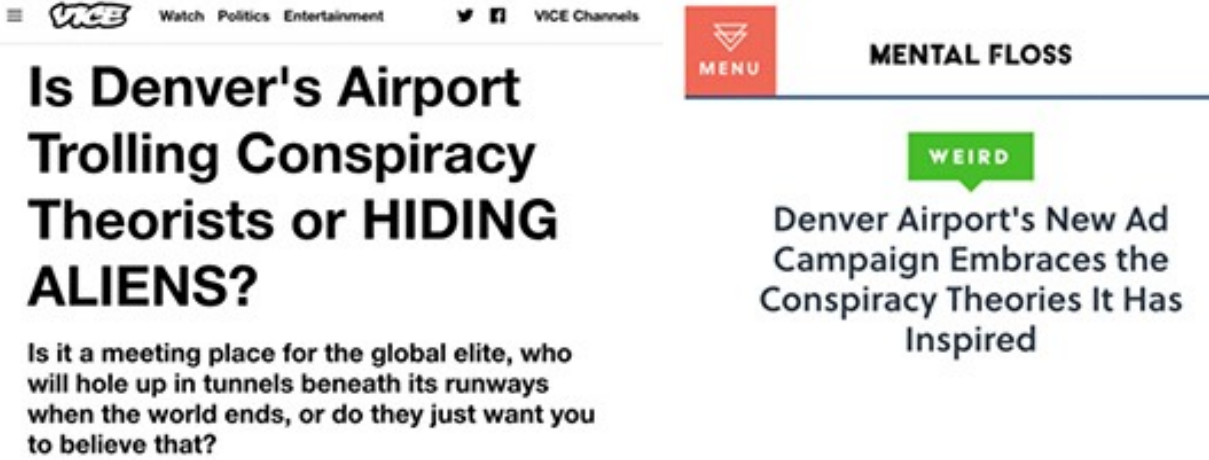 VICE Watch Politics Entertainment VICE Channels
Is Denver's Airport
Trolling Conspiracy
Theorists or HIDING
ALIENS?
Is it a meeting place for the global elite, who
will hole up in tunnels beneath its runways
when the world ends, or do they just want you
to believe that?
MENU
MENTAL FLOSS
WEIRD
Denver Airport's New Ad
Campaign Embraces the
Conspiracy Theories It Has
Inspired